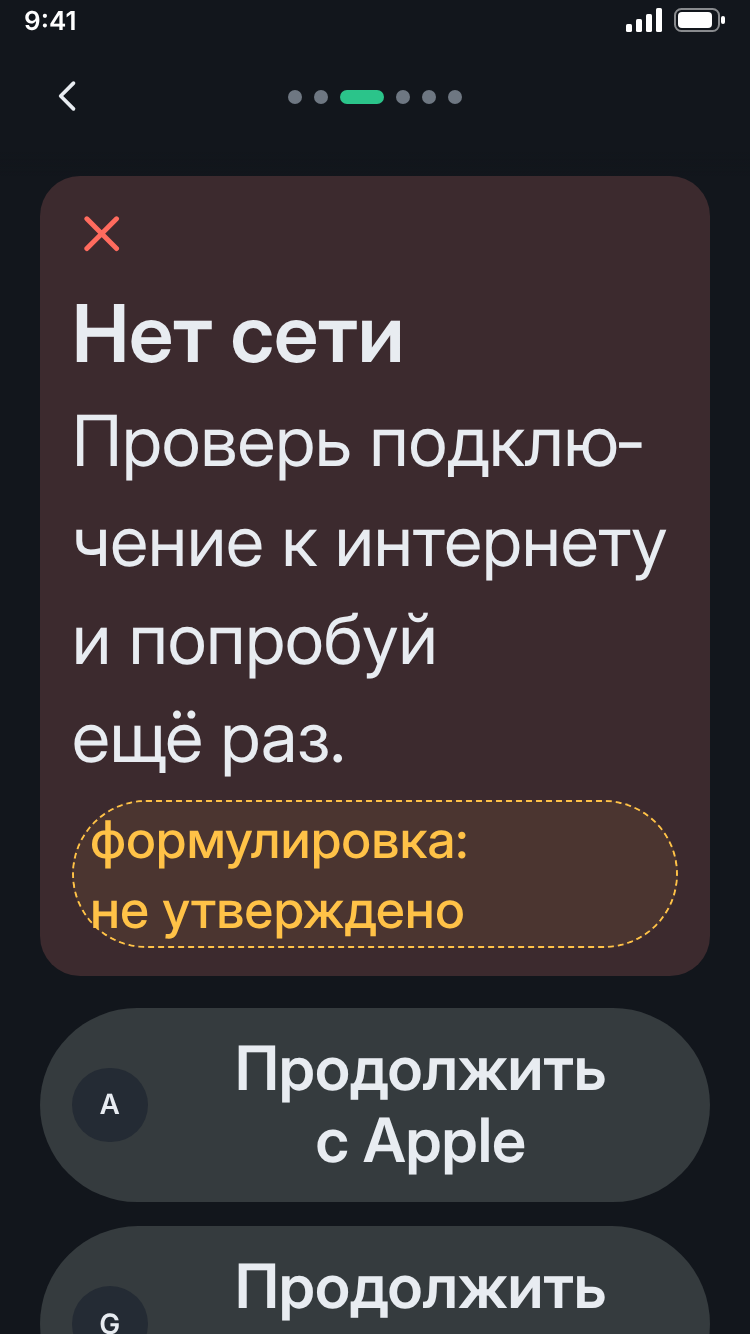 9:41
Нет сети
Проверь подклю-
чение к интернету
и попробуй
ещё раз.
формулировка:
не утверждено
A
Продолжить
с Apple
G
Продолжить